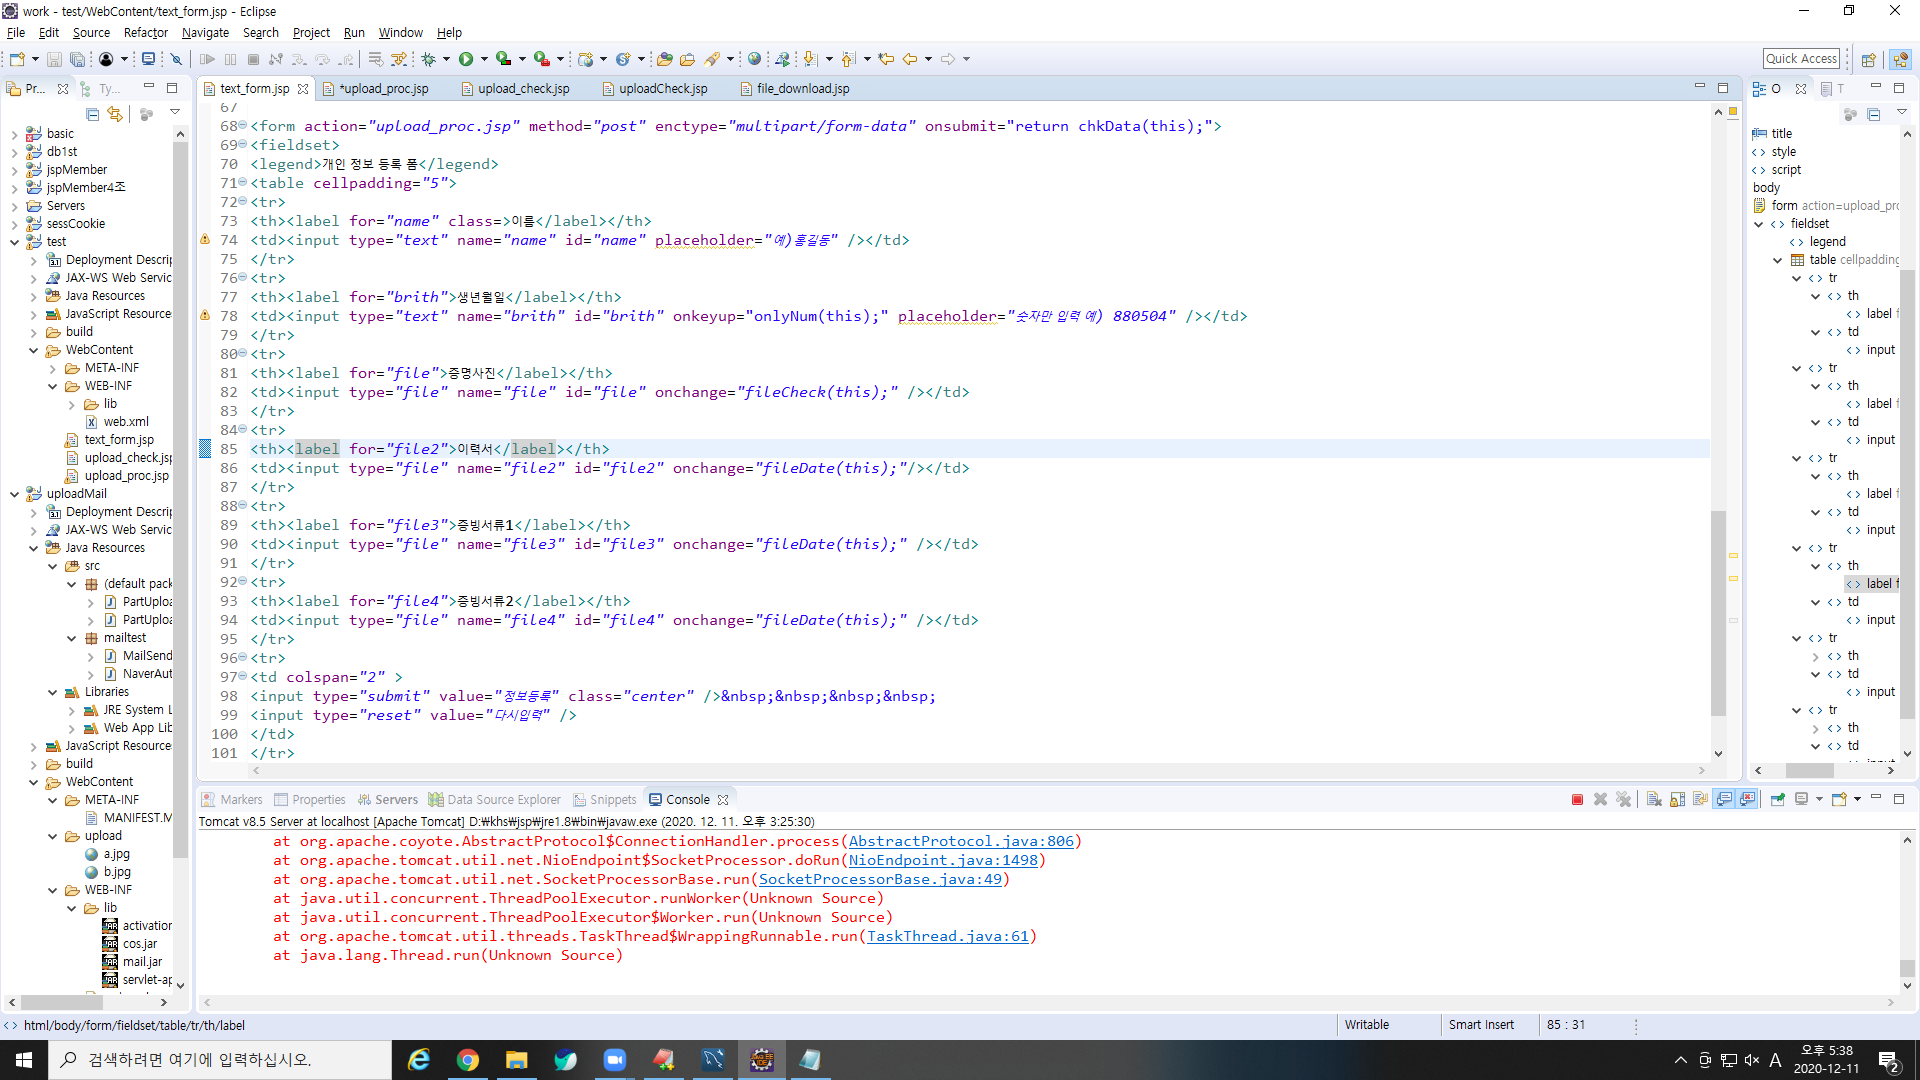 work - test/WebContent/text_form.jsp - Eclipse
File Edit Source Refactor Navigate Search Project Run Window Help
Quick Access
Pr... Ty...
text_form.jsp *upload_proc.jsp upload_check.jsp uploadCheck.jsp file_download.jsp
O T
basic
db1st
jspMember
jspMember4조
Servers
sessCookie
test
Deployment Descrip
JAX-WS Web Servic
Java Resources
JavaScript Resource
build
WebContent
META-INF
WEB-INF
lib
web.xml
text_form.jsp
upload_check.jsp
upload_proc.jsp
uploadMail
Deployment Descrip
JAX-WS Web Servic
Java Resources
src
(default pack
PartUploa
PartUploa
mailtest
MailSend
NaverAut
Libraries
JRE System L
Web App Lib
JavaScript Resource
build
WebContent
META-INF
MANIFEST.M
upload
a.jpg
b.jpg
WEB-INF
lib
activation
cos.jar
mail.jar
servlet-ap
67
68 <form action="upload_proc.jsp" method="post" enctype="multipart/form-data" onsubmit="return chkData(this);">
69 <fieldset>
70 <legend>개인 정보 등록 폼</legend>
71 <table cellpadding="5">
72 <tr>
73 <th><label for="name" class=>이름</label></th>
74 <td><input type="text" name="name" id="name" placeholder="예)홍길동" /></td>
75 </tr>
76 <tr>
77 <th><label for="brith">생년월일</label></th>
78 <td><input type="text" name="brith" id="brith" onkeyup="onlyNum(this);" placeholder="숫자만 입력 예) 880504" /></td>
79 </tr>
80 <tr>
81 <th><label for="file">증명사진</label></th>
82 <td><input type="file" name="file" id="file" onchange="fileCheck(this);" /></td>
83 </tr>
84 <tr>
85 <th><label for="file2">이력서</label></th>
86 <td><input type="file" name="file2" id="file2" onchange="fileDate(this);"/></td>
87 </tr>
88 <tr>
89 <th><label for="file3">증빙서류1</label></th>
90 <td><input type="file" name="file3" id="file3" onchange="fileDate(this);" /></td>
91 </tr>
92 <tr>
93 <th><label for="file4">증빙서류2</label></th>
94 <td><input type="file" name="file4" id="file4" onchange="fileDate(this);" /></td>
95 </tr>
96 <tr>
97 <td colspan="2" >
98 <input type="submit" value="정보등록" class="center" />&nbsp;&nbsp;&nbsp;&nbsp;
99 <input type="reset" value="다시입력" />
100 </td>
101 </tr>
title
style
script
body
form action=upload_pro
fieldset
legend
table cellpadding
tr
th
label f
td
input
tr
th
label f
td
input
tr
th
label f
td
input
tr
th
label f
td
input
tr
th
td
input
tr
th
td
Markers Properties Servers Data Source Explorer Snippets Console
Tomcat v8.5 Server at localhost [Apache Tomcat] D:₩khs₩jsp₩jre1.8₩bin₩javaw.exe (2020. 12. 11. 오후 3:25:30)
at org.apache.coyote.AbstractProtocol$ConnectionHandler.process(AbstractProtocol.java:806)
at org.apache.tomcat.util.net.NioEndpoint$SocketProcessor.doRun(NioEndpoint.java:1498)
at org.apache.tomcat.util.net.SocketProcessorBase.run(SocketProcessorBase.java:49)
at java.util.concurrent.ThreadPoolExecutor.runWorker(Unknown Source)
at java.util.concurrent.ThreadPoolExecutor$Worker.run(Unknown Source)
at org.apache.tomcat.util.threads.TaskThread$WrappingRunnable.run(TaskThread.java:61)
at java.lang.Thread.run(Unknown Source)
html/body/form/fieldset/table/tr/th/label
Writable Smart Insert 85 : 31
검색하려면 여기에 입력하십시오.
A 오후 5:38
2020-12-11
2